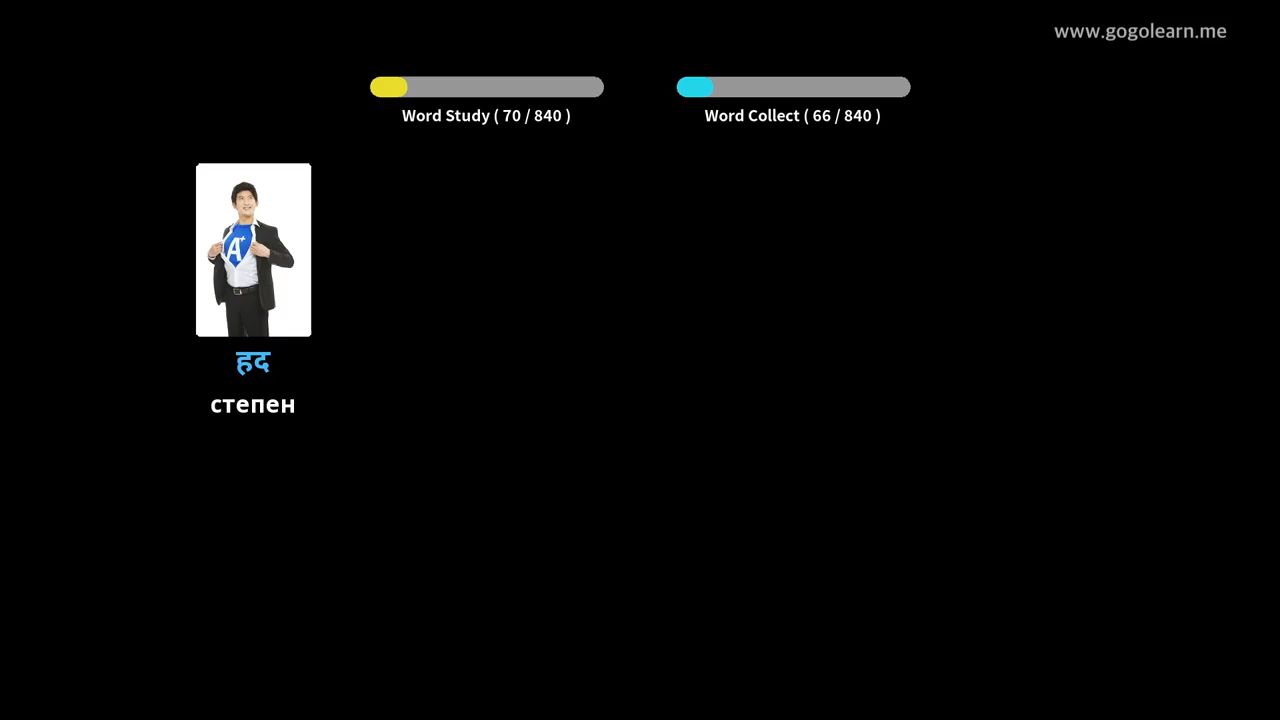 www.gogolearn.me
Word Study ( 70 / 840 )
Word Collect ( 66 / 840 )
A+
हद
степен